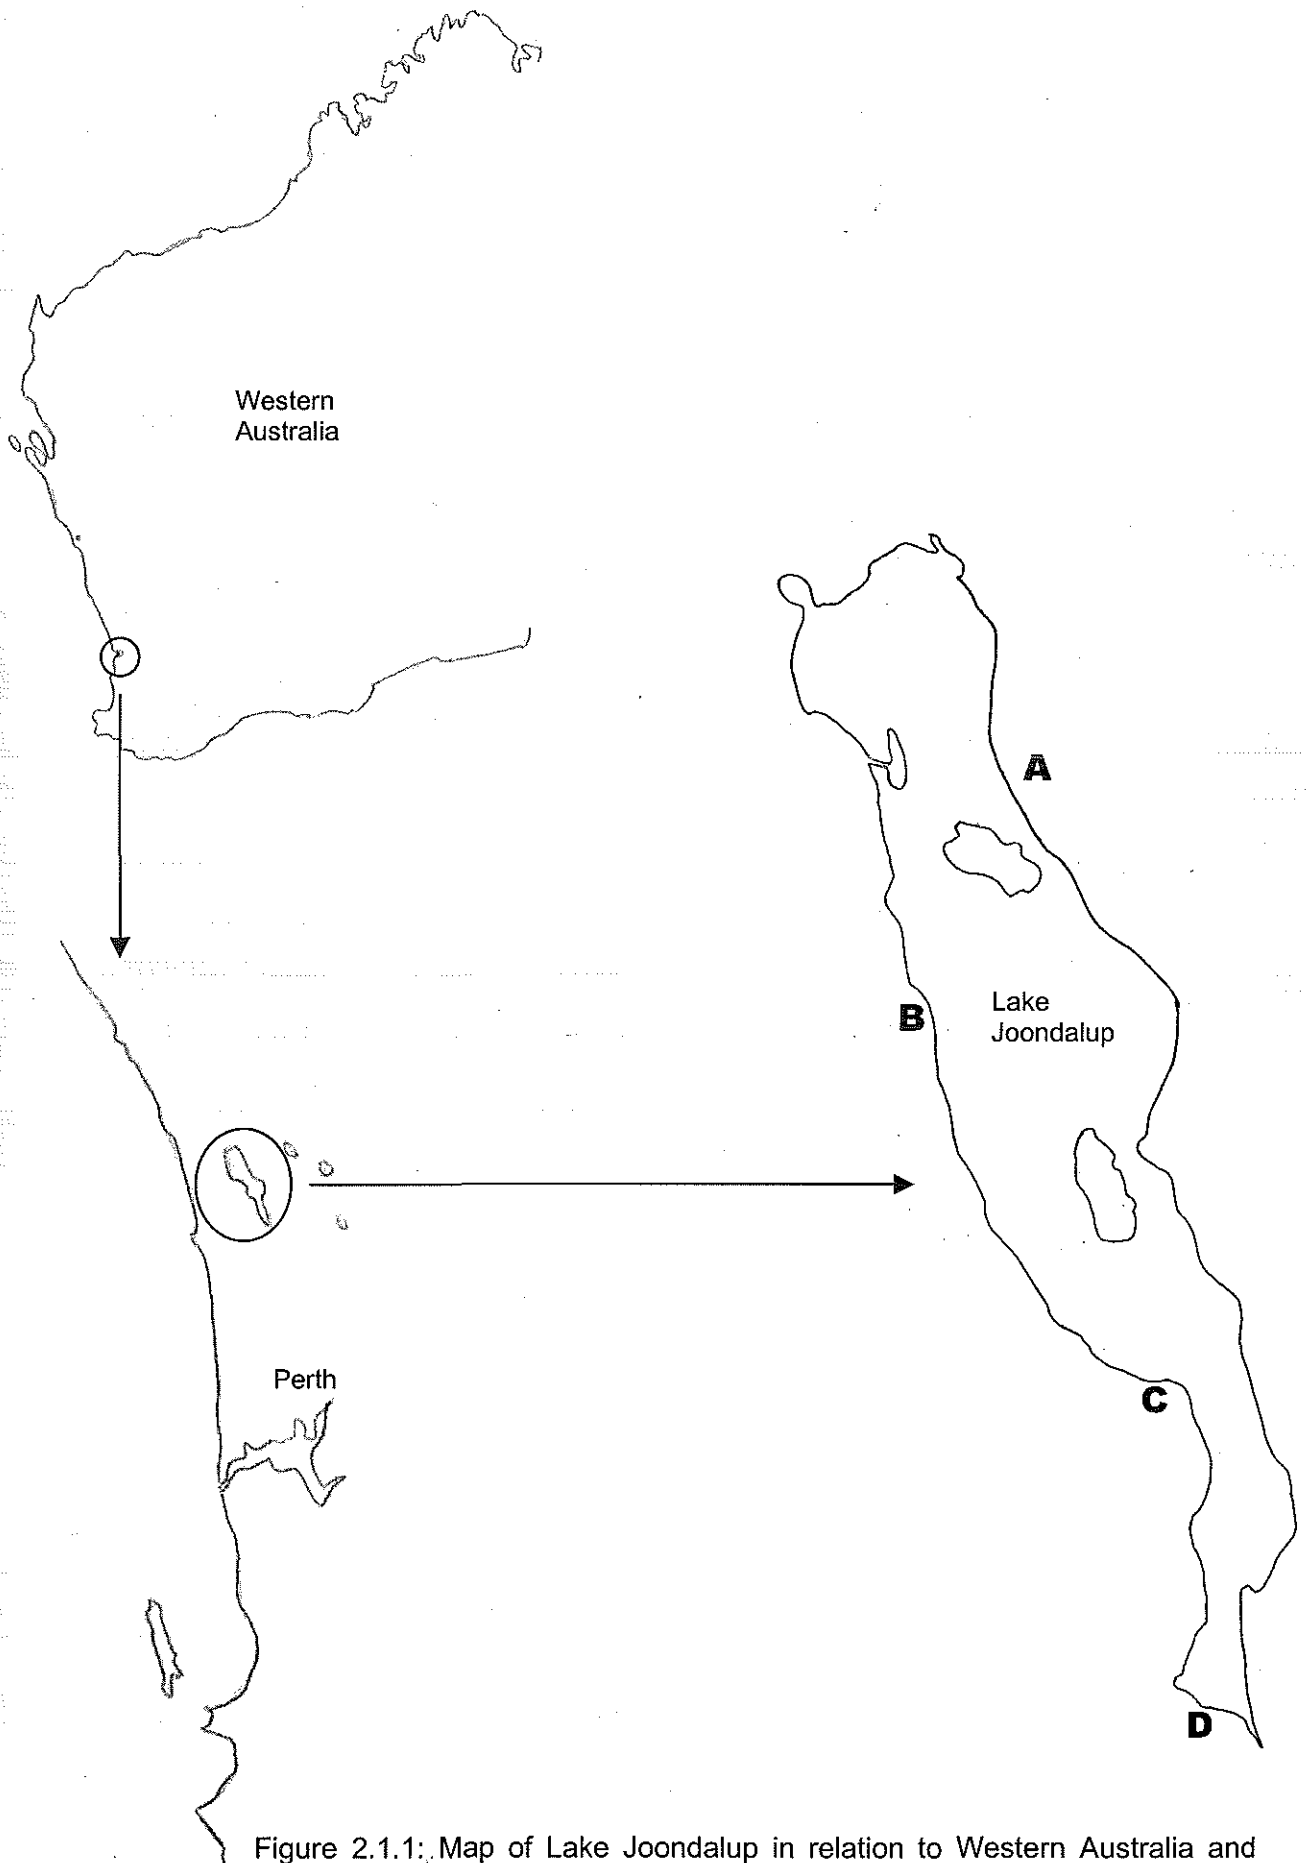 Western
Australia
A
B
Lake
Joondalup
Perth
C
D
Figure 2.1.1: Map of Lake Joondalup in relation to Western Australia and